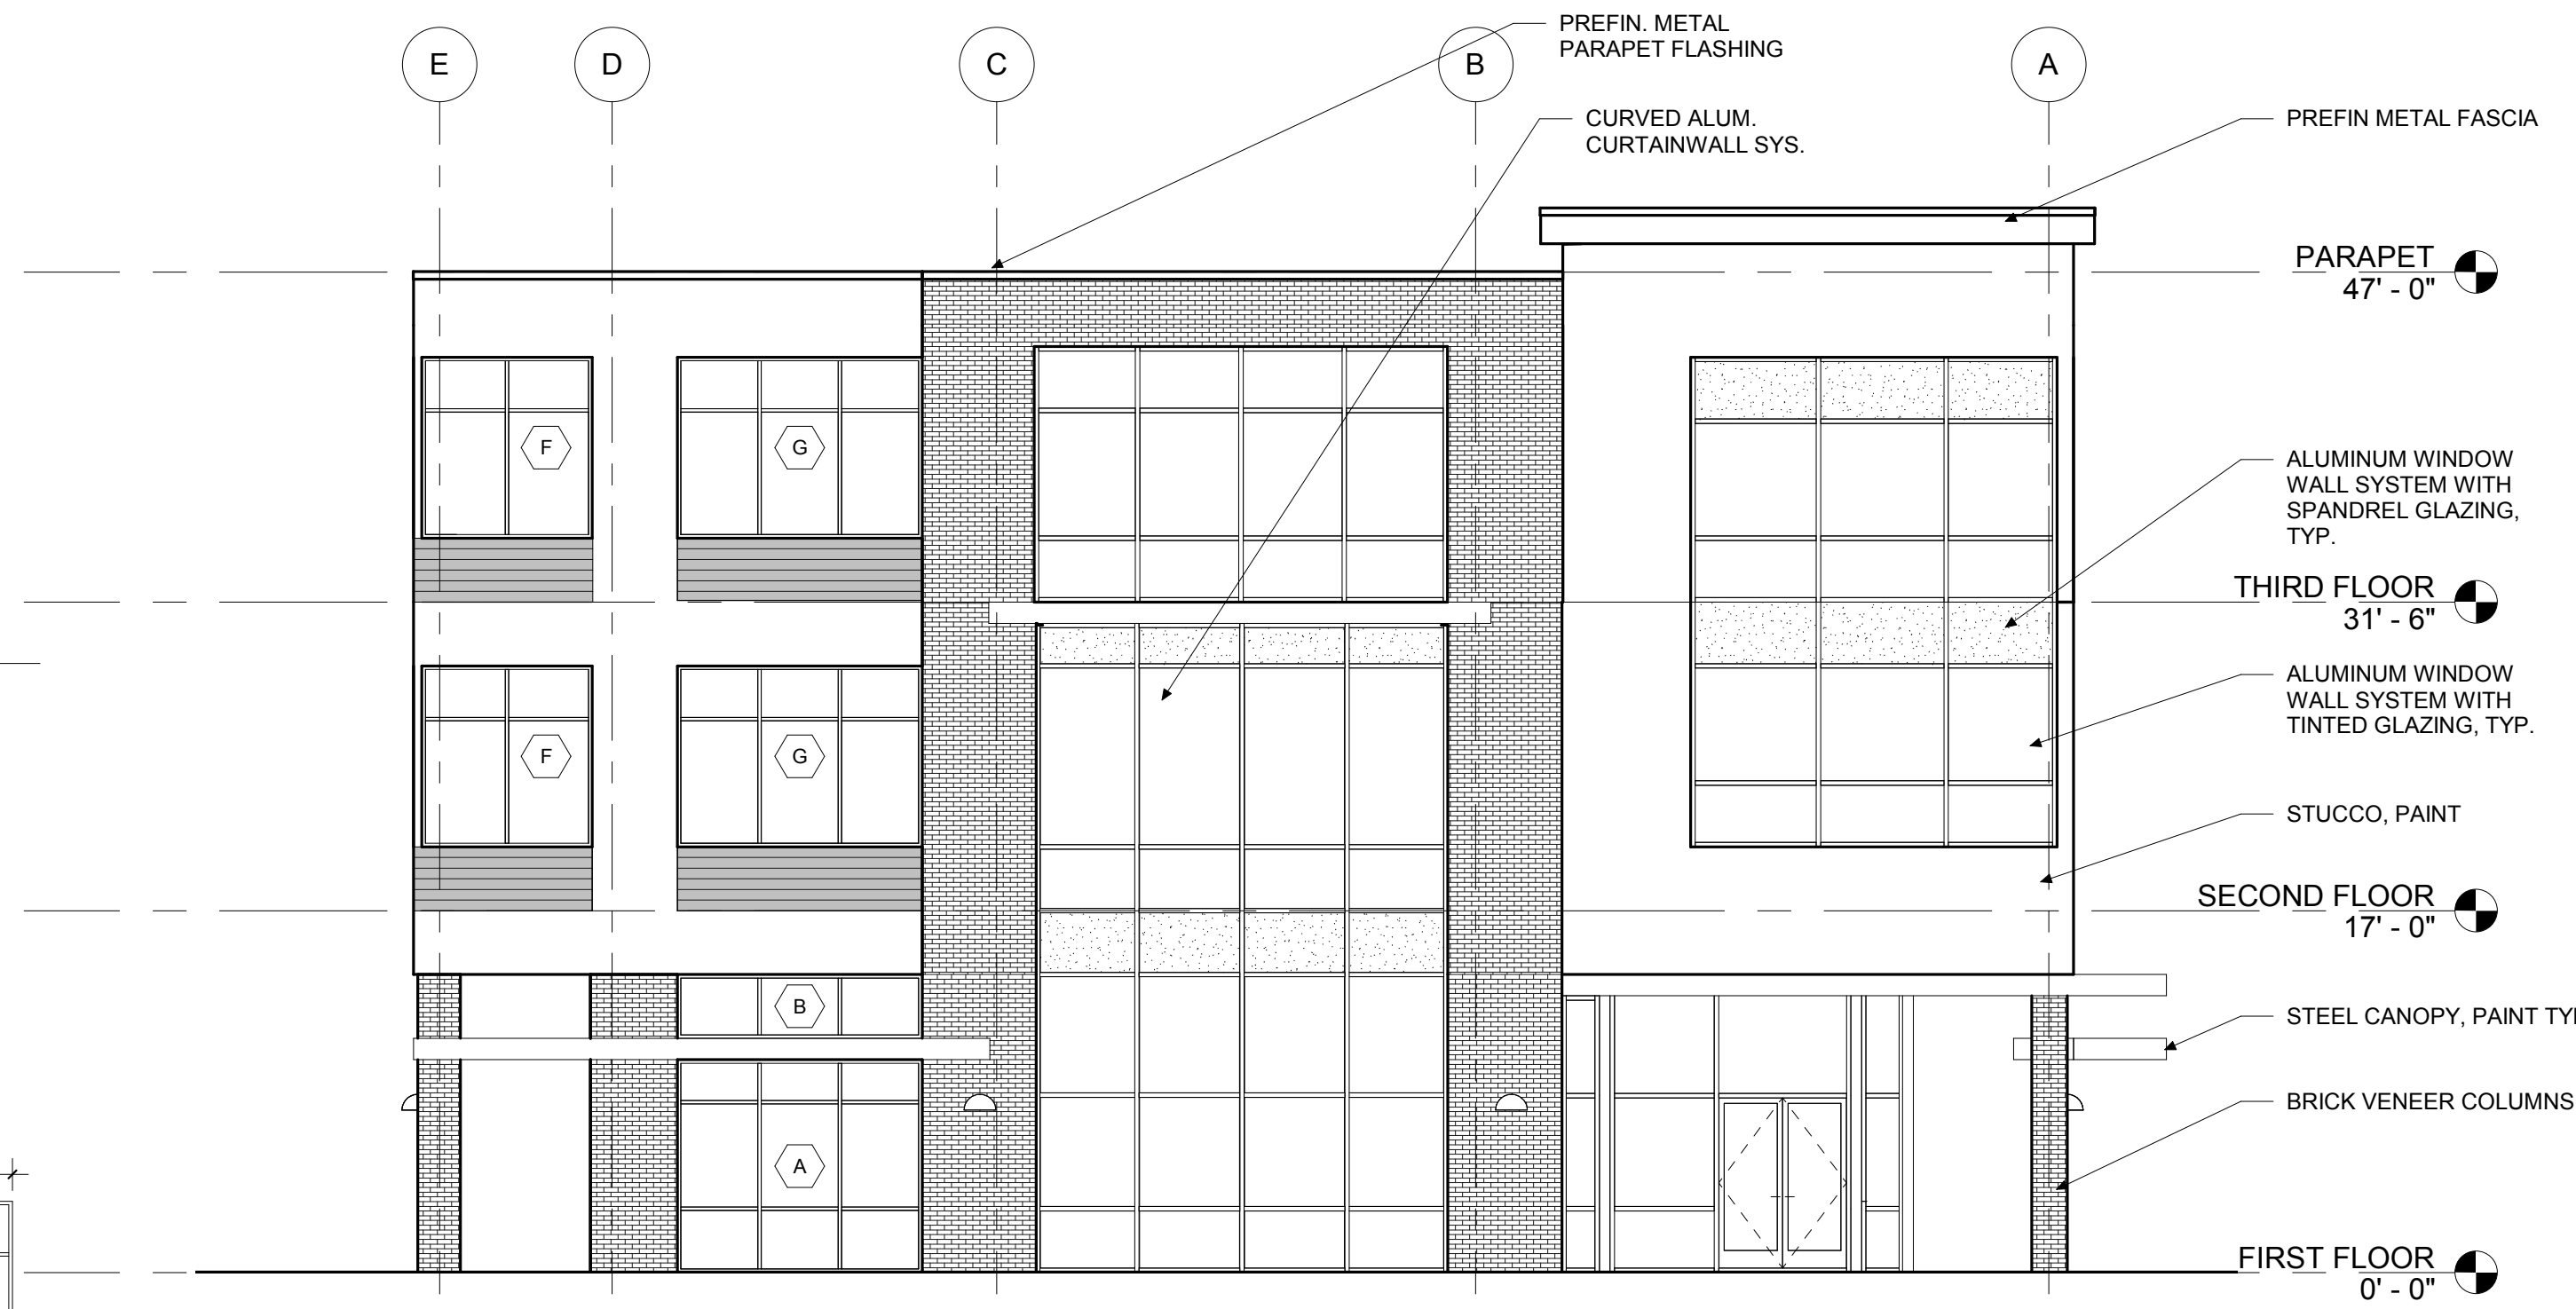 E
D
C
B
A
PREFIN. METAL
PARAPET FLASHING
CURVED ALUM.
CURTAINWALL SYS.
PREFIN METAL FASCIA
PARAPET
47' - 0"
F
G
ALUMINUM WINDOW
WALL SYSTEM WITH
SPANDREL GLAZING,
TYP.
THIRD FLOOR
31' - 6"
ALUMINUM WINDOW
WALL SYSTEM WITH
TINTED GLAZING, TYP.
F
G
STUCCO, PAINT
SECOND FLOOR
17' - 0"
B
STEEL CANOPY, PAINT TY
BRICK VENEER COLUMNS
A
FIRST FLOOR
0' - 0"